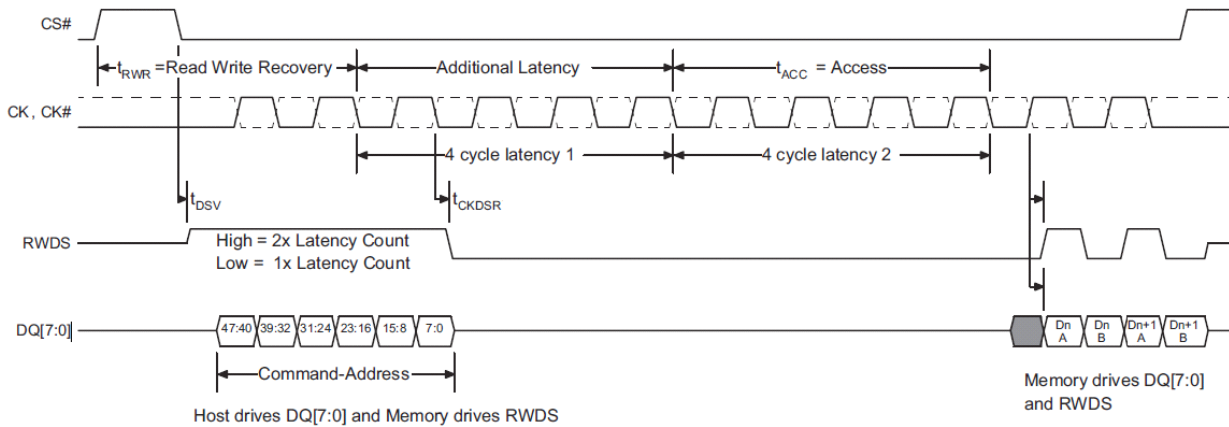 CS#
tRWR =Read Write Recovery
Additional Latency
tACC = Access
CK , CK#
4 cycle latency 1
4 cycle latency 2
tDSV
tCKDSR
RWDS
High = 2x Latency Count
Low = 1x Latency Count
DQ[7:0]
47:40 39:32 31:24 23:16 15:8 7:0
Dn A
Dn B
Dn+1 A
Dn+1 B
Command-Address
Memory drives DQ[7:0]
and RWDS
Host drives DQ[7:0] and Memory drives RWDS